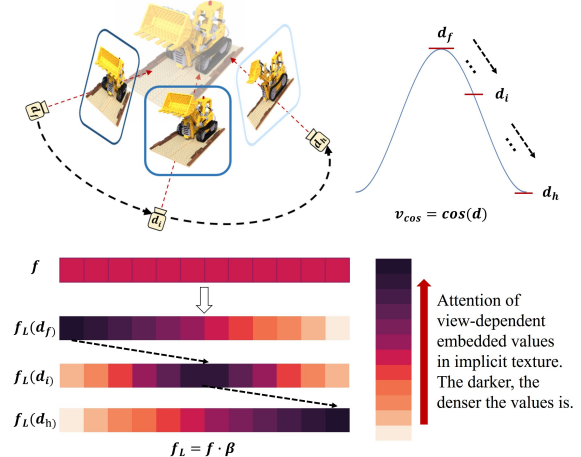 d_f
d_i
d_h
d_f
d_i
d_h
v_cos = cos(d)
f
f_L(d_f)
f_L(d_i)
f_L(d_h)
f_L = f · β
Attention of
view-dependent
embedded values
in implicit texture.
The darker, the
denser the values is.